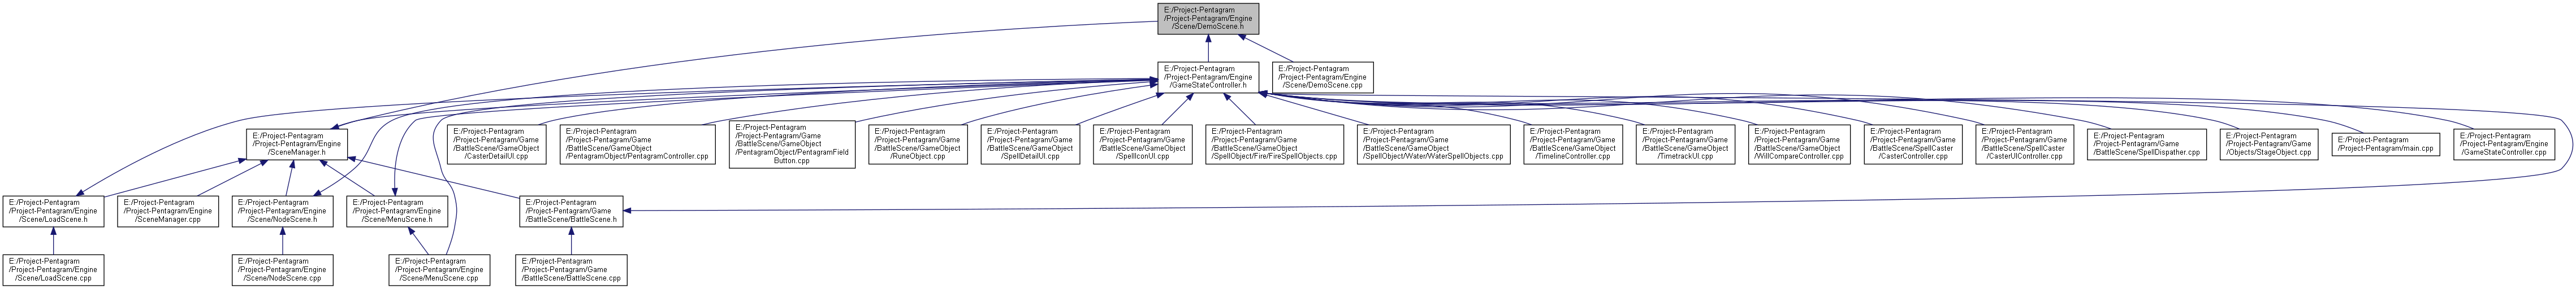 E:/Project-Pentagram
/Project-Pentagram/Engine
/Scene/DemoScene.h
E:/Project-Pentagram
/Project-Pentagram/Engine
/GameStateController.h
E:/Project-Pentagram
/Project-Pentagram/Engine
/Scene/DemoScene.cpp
E:/Project-Pentagram
/Project-Pentagram/Engine
/SceneManager.h
E:/Project-Pentagram
/Project-Pentagram/Game
/BattleScene/GameObject
/CasterDetailUI.cpp
E:/Project-Pentagram
/Project-Pentagram/Game
/BattleScene/GameObject
/PentagramObject/PentagramController.cpp
E:/Project-Pentagram
/Project-Pentagram/Game
/BattleScene/GameObject
/PentagramObject/PentagramField
Button.cpp
E:/Project-Pentagram
/Project-Pentagram/Game
/BattleScene/GameObject
/RuneObject.cpp
E:/Project-Pentagram
/Project-Pentagram/Game
/BattleScene/GameObject
/SpellDetailUI.cpp
E:/Project-Pentagram
/Project-Pentagram/Game
/BattleScene/GameObject
/SpellIconUI.cpp
E:/Project-Pentagram
/Project-Pentagram/Game
/BattleScene/GameObject
/SpellObject/Fire/FireSpellObjects.cpp
E:/Project-Pentagram
/Project-Pentagram/Game
/BattleScene/GameObject
/SpellObject/Water/WaterSpellObjects.cpp
E:/Project-Pentagram
/Project-Pentagram/Game
/BattleScene/GameObject
/TimelineController.cpp
E:/Project-Pentagram
/Project-Pentagram/Game
/BattleScene/GameObject
/TimetrackUI.cpp
E:/Project-Pentagram
/Project-Pentagram/Game
/BattleScene/GameObject
/WillCompareController.cpp
E:/Project-Pentagram
/Project-Pentagram/Game
/BattleScene/SpellCaster
/CasterController.cpp
E:/Project-Pentagram
/Project-Pentagram/Game
/BattleScene/SpellCaster
/CasterUIController.cpp
E:/Project-Pentagram
/Project-Pentagram/Game
/BattleScene/SpellDispather.cpp
E:/Project-Pentagram
/Project-Pentagram/Game
/Objects/StageObject.cpp
E:/Project-Pentagram
/Project-Pentagram/main.cpp
E:/Project-Pentagram
/Project-Pentagram/Engine
/GameStateController.cpp
E:/Project-Pentagram
/Project-Pentagram/Engine
/Scene/LoadScene.h
E:/Project-Pentagram
/Project-Pentagram/Engine
/SceneManager.cpp
E:/Project-Pentagram
/Project-Pentagram/Engine
/Scene/NodeScene.h
E:/Project-Pentagram
/Project-Pentagram/Engine
/Scene/MenuScene.h
E:/Project-Pentagram
/Project-Pentagram/Game
/BattleScene/BattleScene.h
E:/Project-Pentagram
/Project-Pentagram/Engine
/Scene/LoadScene.cpp
E:/Project-Pentagram
/Project-Pentagram/Engine
/Scene/NodeScene.cpp
E:/Project-Pentagram
/Project-Pentagram/Engine
/Scene/MenuScene.cpp
E:/Project-Pentagram
/Project-Pentagram/Game
/BattleScene/BattleScene.cpp